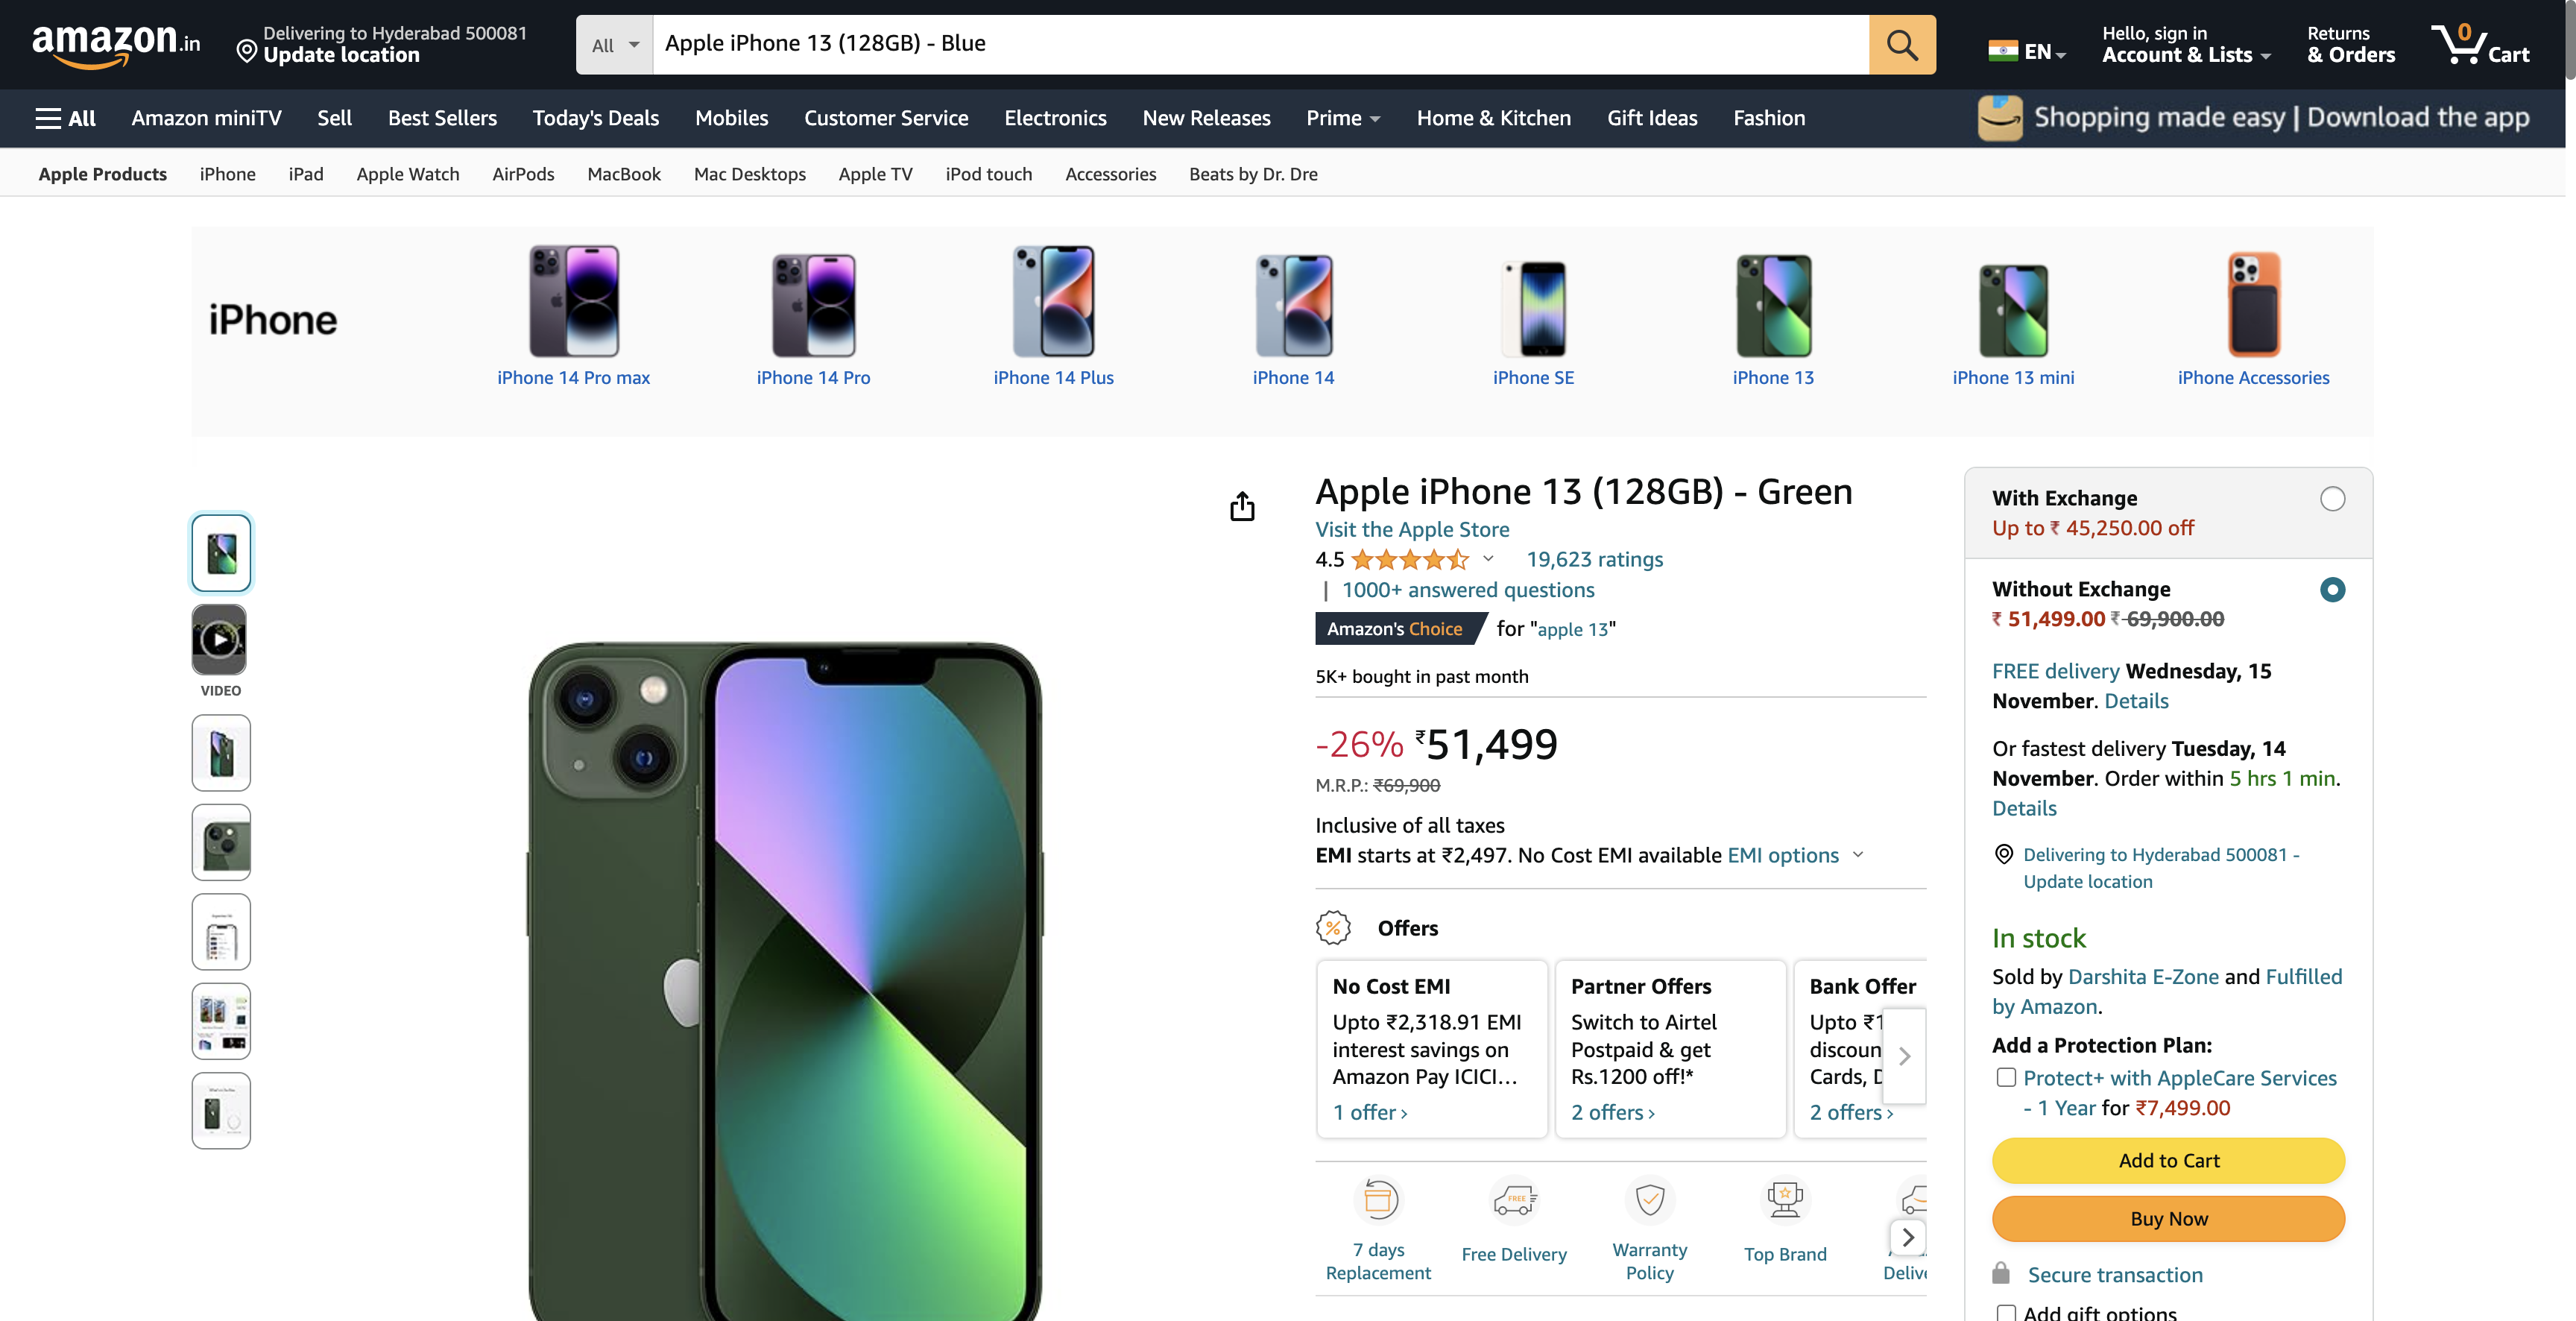 amazon.in
Delivering to Hyderabad 500081
Update location
All
Apple iPhone 13 (128GB) - Blue
EN
Hello, sign in
Account & Lists
Returns
& Orders
0
Cart
All
Amazon miniTV
Sell
Best Sellers
Today's Deals
Mobiles
Customer Service
Electronics
New Releases
Prime
Home & Kitchen
Gift Ideas
Fashion
Shopping made easy | Download the app
Apple Products
iPhone
iPad
Apple Watch
AirPods
MacBook
Mac Desktops
Apple TV
iPod touch
Accessories
Beats by Dr. Dre
iPhone
iPhone 14 Pro max
iPhone 14 Pro
iPhone 14 Plus
iPhone 14
iPhone SE
iPhone 13
iPhone 13 mini
iPhone Accessories
VIDEO
Apple iPhone 13 (128GB) - Green
Visit the Apple Store
4.5
19,623 ratings
| 1000+ answered questions
Amazon's Choice for "apple 13"
5K+ bought in past month
-26% ₹51,499
M.R.P.: ₹69,900
Inclusive of all taxes
EMI starts at ₹2,497. No Cost EMI available EMI options
Offers
No Cost EMI
Upto ₹2,318.91 EMI
interest savings on
Amazon Pay ICICI…
1 offer ›
Partner Offers
Switch to Airtel
Postpaid & get
Rs.1200 off!*
2 offers ›
Bank Offer
Upto ₹1
discoun
Cards, D
2 offers ›
7 days
Replacement
Free Delivery
Warranty
Policy
Top Brand
Delive
FREE
With Exchange
Up to ₹ 45,250.00 off
Without Exchange
₹ 51,499.00 ₹ 69,900.00
FREE delivery Wednesday, 15
November. Details
Or fastest delivery Tuesday, 14
November. Order within 5 hrs 1 min.
Details
Delivering to Hyderabad 500081 -
Update location
In stock
Sold by Darshita E-Zone and Fulfilled
by Amazon.
Add a Protection Plan:
Protect+ with AppleCare Services
- 1 Year for ₹7,499.00
Add to Cart
Buy Now
Secure transaction
Add gift options